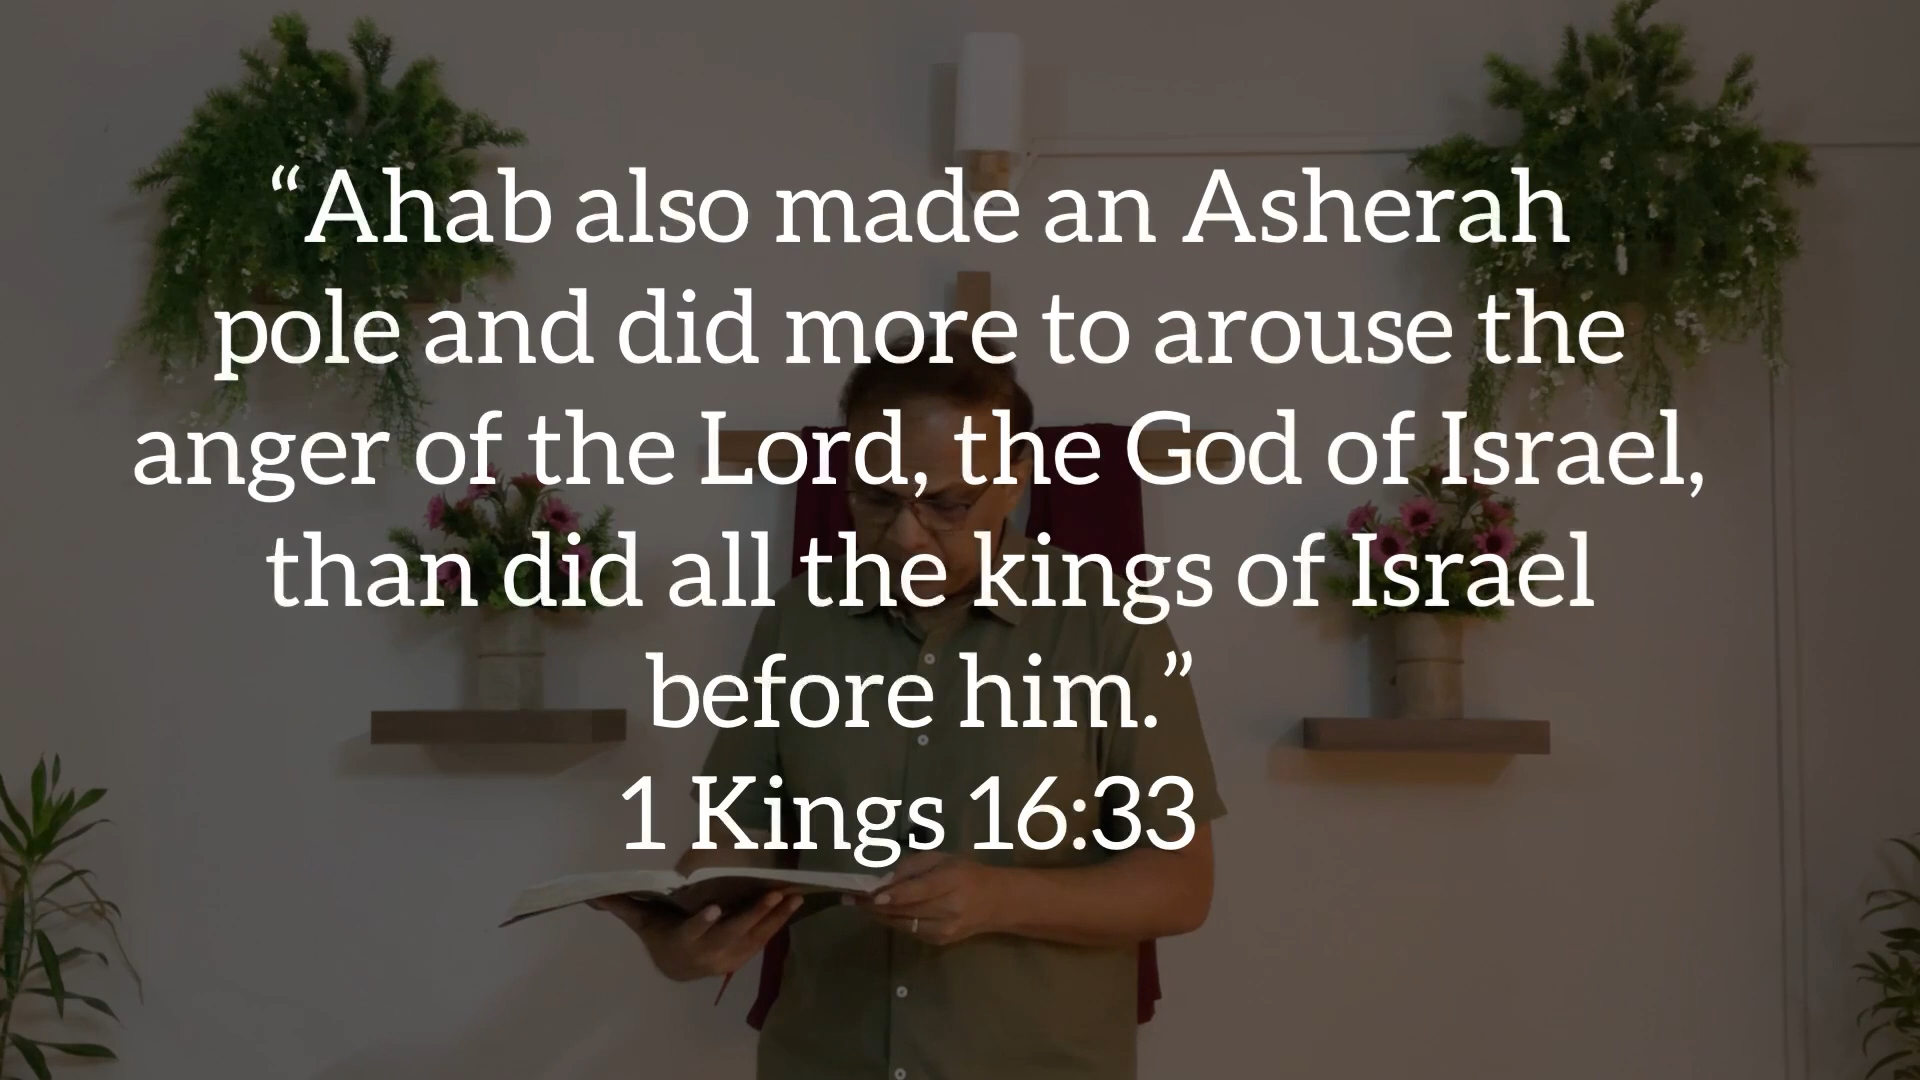 “Ahab also made an Asherah
pole and did more to arouse the
anger of the Lord, the God of Israel,
than did all the kings of Israel
before him.”
1 Kings 16:33